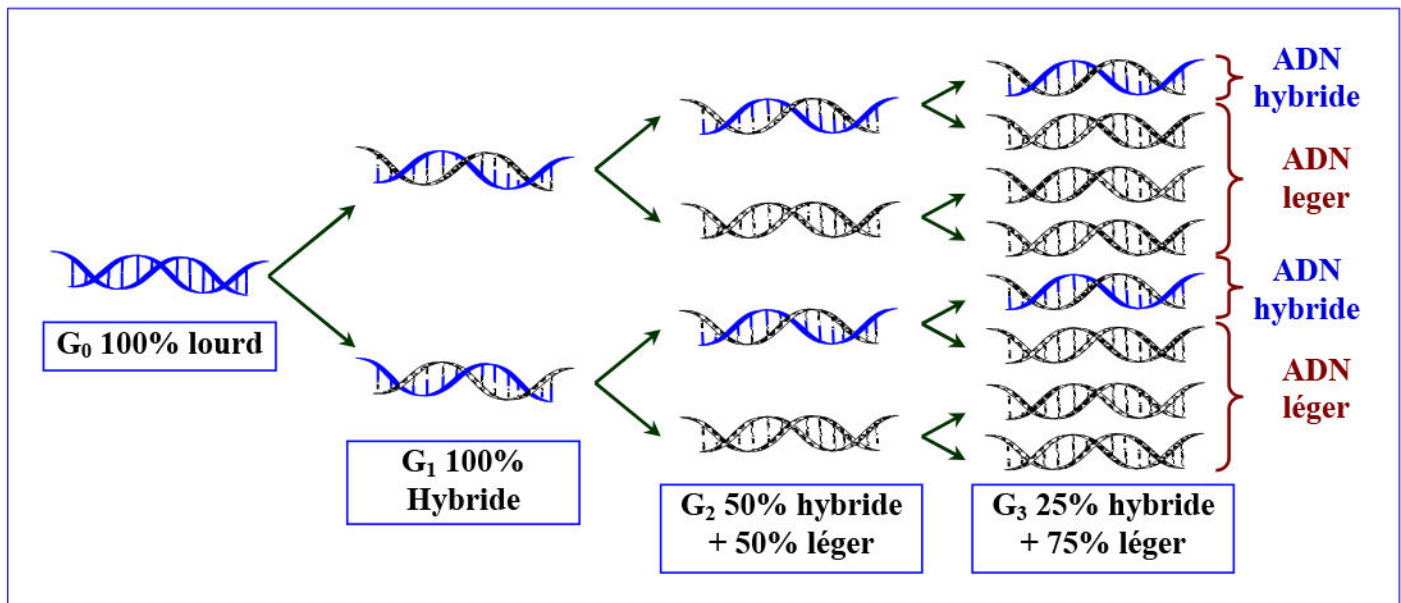 G₀ 100% lourd
G₁ 100%
Hybride
G₂ 50% hybride
+ 50% léger
G₃ 25% hybride
+ 75% léger
ADN
hybride
ADN
leger
ADN
hybride
ADN
léger